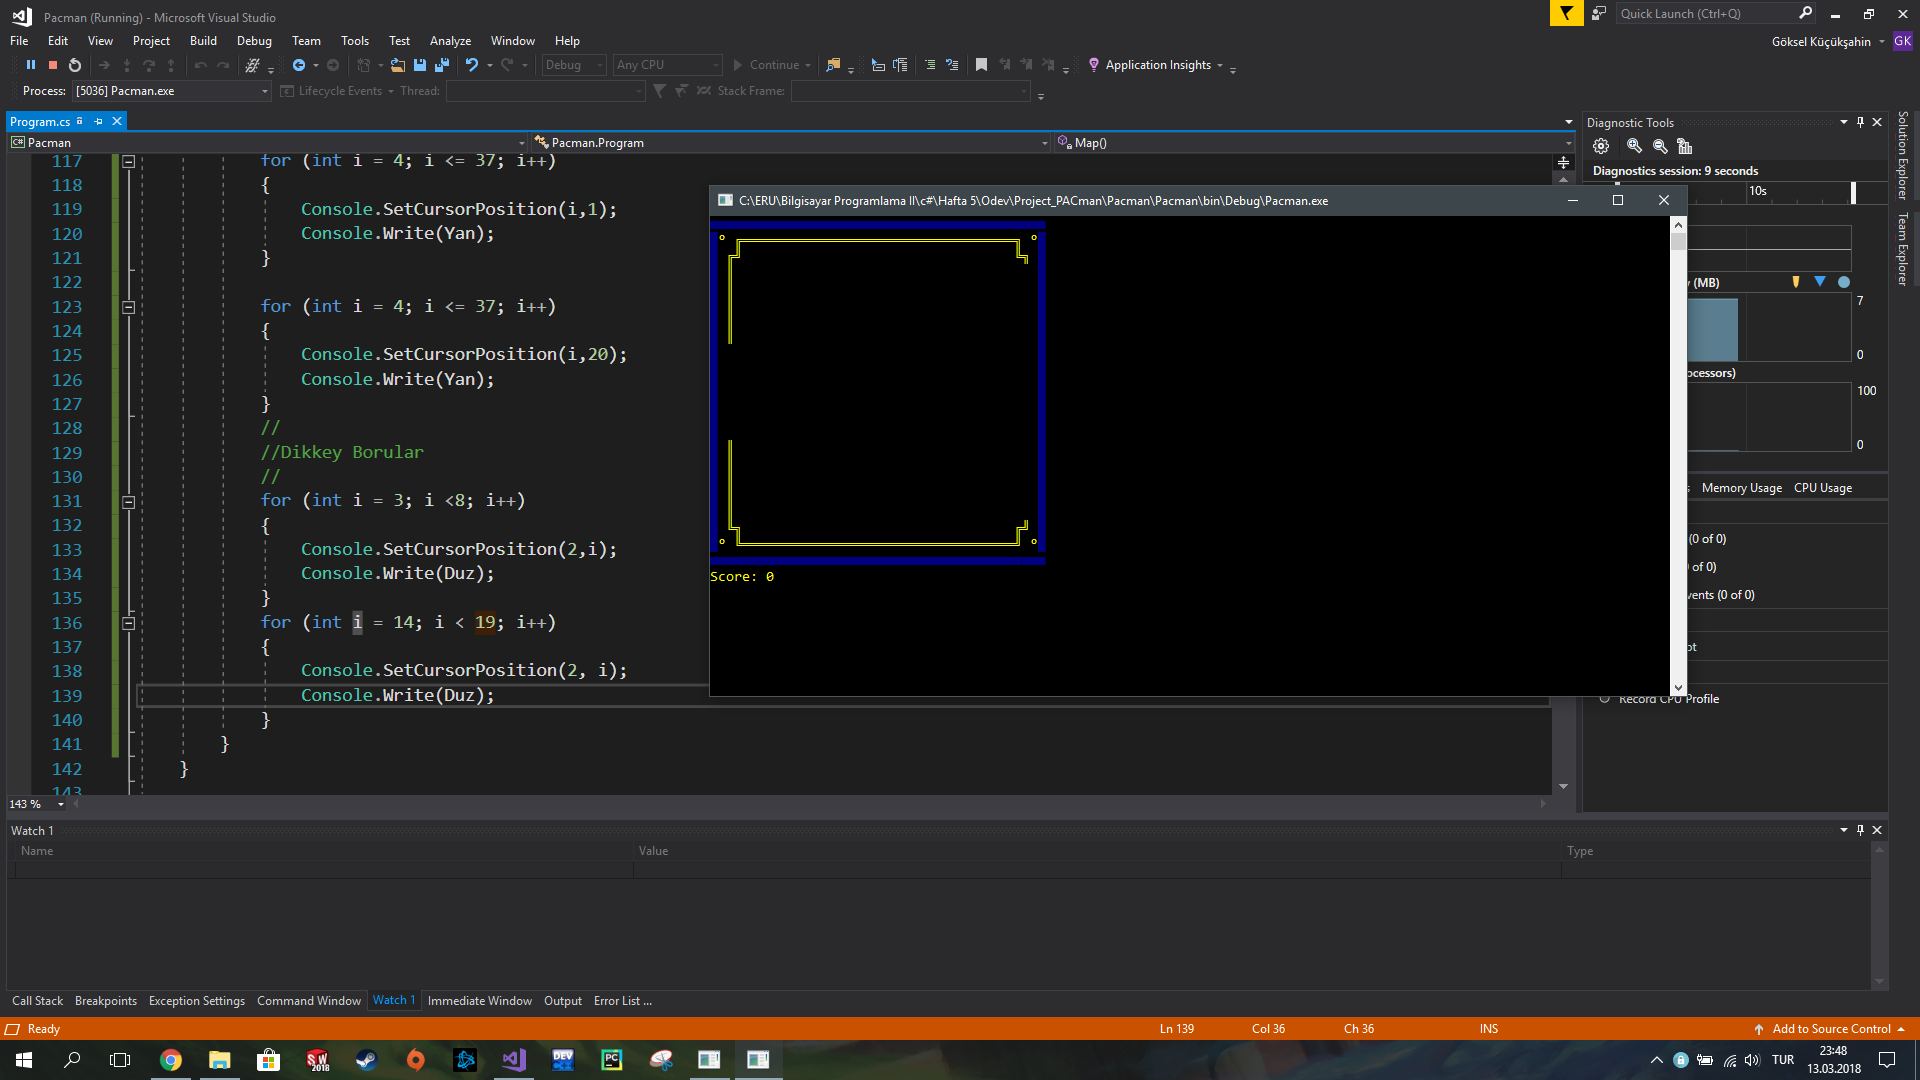 Pacman (Running) - Microsoft Visual Studio
Quick Launch (Ctrl+Q)
File Edit View Project Build Debug Team Tools Test Analyze Window Help
Göksel Küçükşahin GK
Debug Any CPU Continue Application Insights
Process: [5036] Pacman.exe Lifecycle Events Thread: Stack Frame:
Program.cs
C# Pacman Pacman.Program Map()
117 for (int i = 4; i <= 37; i++)
118 {
119 Console.SetCursorPosition(i,1);
120 Console.Write(Yan);
121 }
122
123 for (int i = 4; i <= 37; i++)
124 {
125 Console.SetCursorPosition(i,20);
126 Console.Write(Yan);
127 }
128 //
129 //Dikkey Borular
130 //
131 for (int i = 3; i <8; i++)
132 {
133 Console.SetCursorPosition(2,i);
134 Console.Write(Duz);
135 }
136 for (int i = 14; i < 19; i++)
137 {
138 Console.SetCursorPosition(2, i);
139 Console.Write(Duz);
140 }
141 }
142 }
143
143 %
C:\ERU\Bilgisayar Programlama II\c#\Hafta 5\Odev\Project_PACman\Pacman\Pacman\bin\Debug\Pacman.exe
Score: 0
Diagnostic Tools
Diagnostics session: 9 seconds
10s
(MB)
7
0
ocessors)
100
0
Memory Usage CPU Usage
(0 of 0)
of 0)
vents (0 of 0)
ot
Record CPU Profile
Solution Explorer
Team Explorer
Watch 1
Name Value Type
Call Stack Breakpoints Exception Settings Command Window Watch 1 Immediate Window Output Error List ...
Ready Ln 139 Col 36 Ch 36 INS Add to Source Control
SW 2018 DEV PC TUR 23:48
13.03.2018